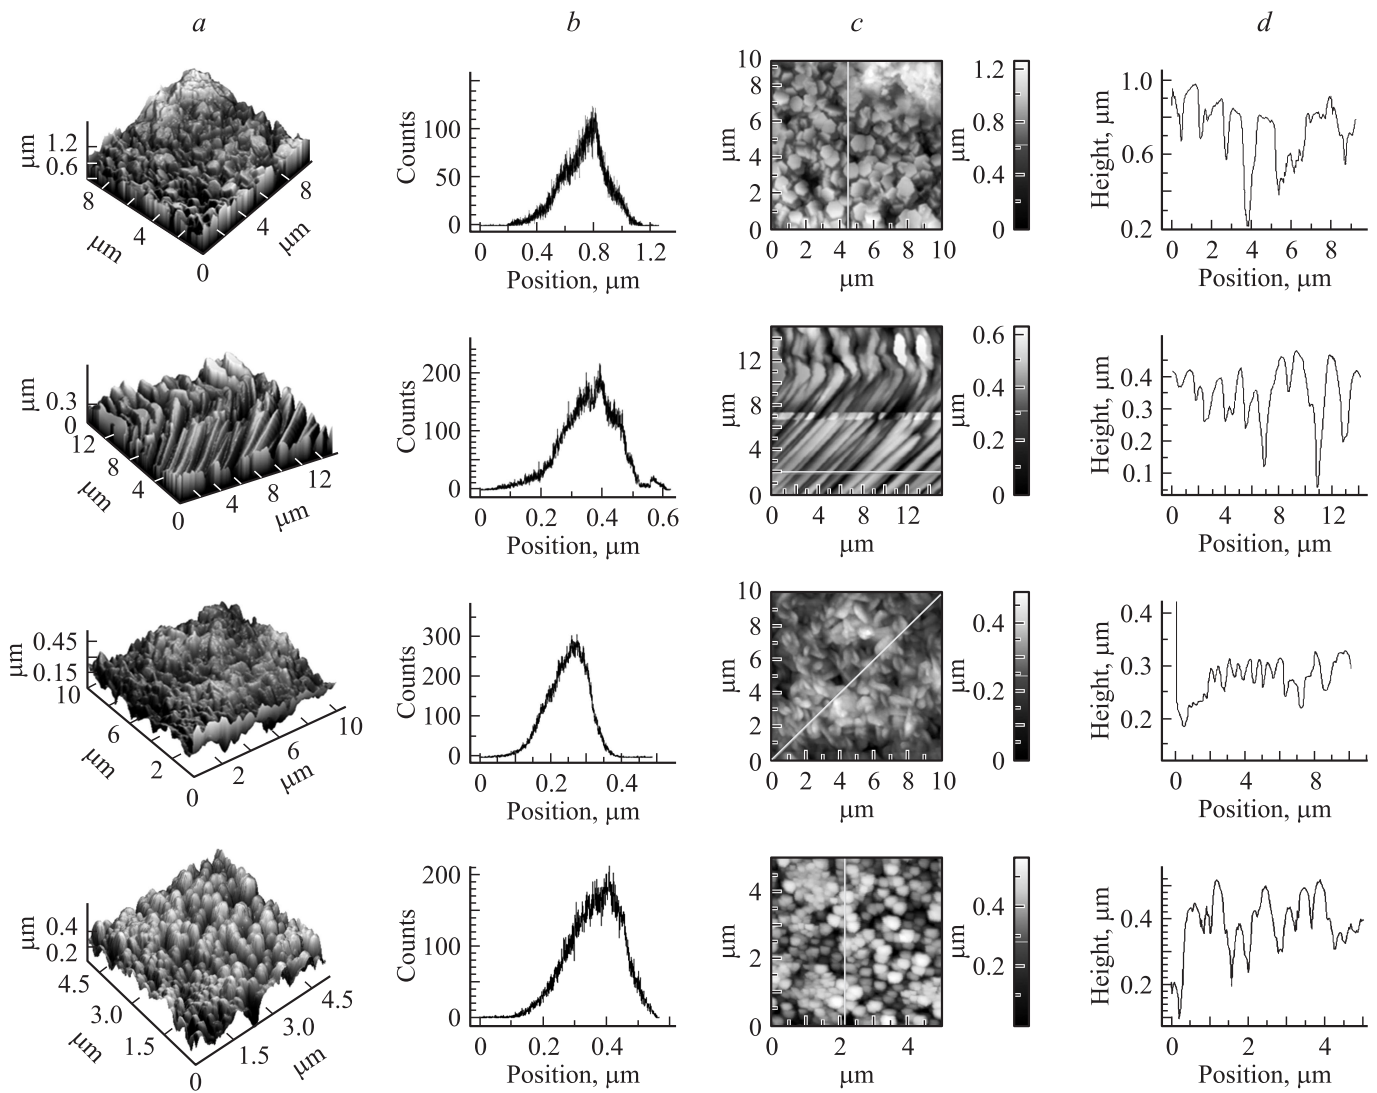 a b c d
μm
1.2
0.6
8
4
μm
0
4
8
μm
Counts
100
50
0
0 0.4 0.8 1.2
Position, μm
μm
10
8
6
4
2
0
0 2 4 6 8 10
μm
μm
1.2
0.8
0.4
0
Height, μm
1.0
0.6
0.2
0 2 4 6 8
Position, μm
μm
0.3
0
12
8
4
μm
0
4
8
12
μm
Counts
200
100
0
0 0.2 0.4 0.6
Position, μm
μm
12
8
4
0
0 4 8 12
μm
μm
0.6
0.4
0.2
0
Height, μm
0.4
0.3
0.2
0.1
0 4 8 12
Position, μm
μm
0.45
0.15
10
6
2
μm
0
2
6
10
μm
Counts
300
200
100
0
0 0.2 0.4
Position, μm
μm
10
8
6
4
2
0
0 2 4 6 8 10
μm
μm
0.4
0.2
0
Height, μm
0.4
0.3
0.2
0 4 8
Position, μm
μm
0.4
0.2
4.5
3.0
1.5
μm
0
1.5
3.0
4.5
μm
Counts
200
100
0
0 0.2 0.4
Position, μm
μm
4
2
0
0 2 4
μm
μm
0.4
0.2
Height, μm
0.4
0.2
0 2 4
Position, μm